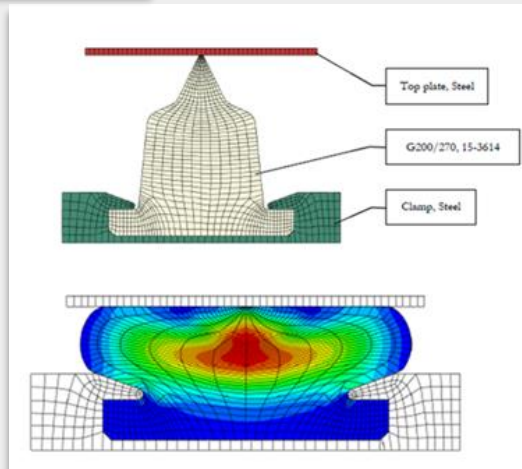 Top plate, Steel
G200/270, 15-3614
Clamp, Steel